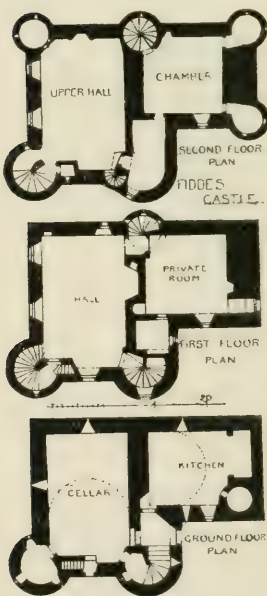 UPPER HALL
CHAMBER
SECOND FLOOR
PLAN
FIDDES
CASTLE.
HALL
PRIVATE
ROOM
FIRST FLOOR
PLAN
20
CELLAR
KITCHEN
GROUND FLOOR
PLAN